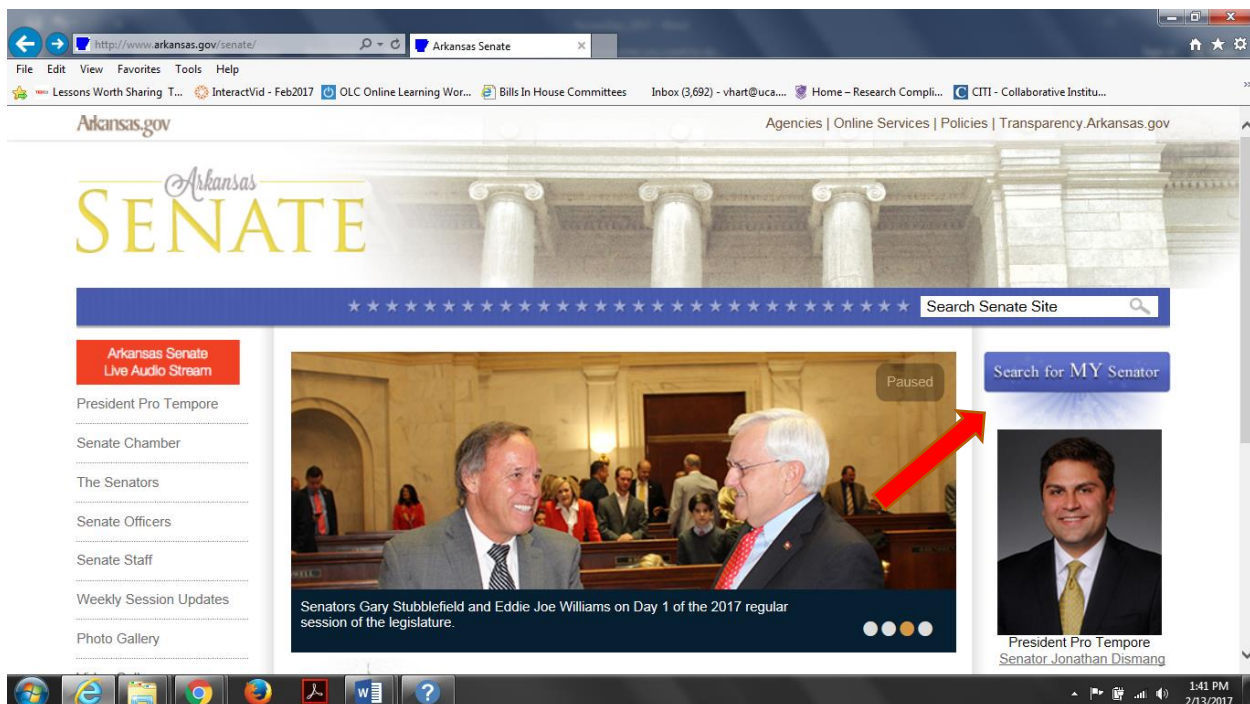 http://www.arkansas.gov/senate/
Arkansas Senate
File Edit View Favorites Tools Help
Lessons Worth Sharing T...
InteractVid - Feb2017
OLC Online Learning Wor...
Bills In House Committees
Inbox (3,692) - vhart@uca....
Home – Research Compli...
CITI - Collaborative Institu...
Arkansas.gov
Agencies | Online Services | Policies | Transparency.Arkansas.gov
Arkansas
SENATE
Search Senate Site
Arkansas Senate
Live Audio Stream
President Pro Tempore
Senate Chamber
The Senators
Senate Officers
Senate Staff
Weekly Session Updates
Photo Gallery
Paused
Senators Gary Stubblefield and Eddie Joe Williams on Day 1 of the 2017 regular
session of the legislature.
Search for MY Senator
President Pro Tempore
Senator Jonathan Dismang
1:41 PM
2/13/2017